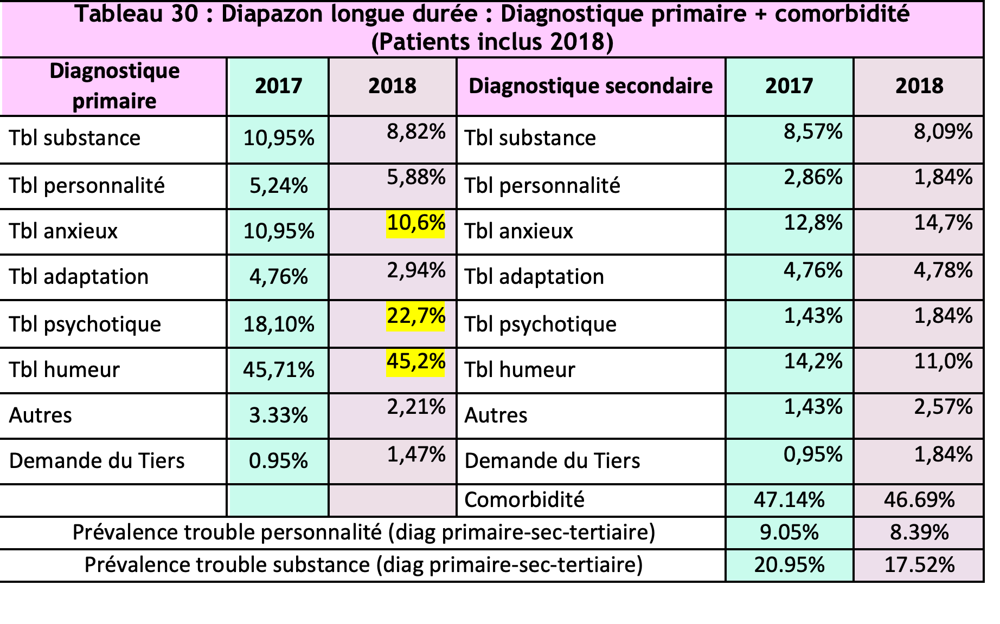 Tableau 30 : Diapazon longue durée : Diagnostique primaire + comorbidité
(Patients inclus 2018)
Diagnostique primaire 2017 2018 Diagnostique secondaire 2017 2018
Tbl substance 10,95% 8,82% Tbl substance 8,57% 8,09%
Tbl personnalité 5,24% 5,88% Tbl personnalité 2,86% 1,84%
Tbl anxieux 10,95% 10,6% Tbl anxieux 12,8% 14,7%
Tbl adaptation 4,76% 2,94% Tbl adaptation 4,76% 4,78%
Tbl psychotique 18,10% 22,7% Tbl psychotique 1,43% 1,84%
Tbl humeur 45,71% 45,2% Tbl humeur 14,2% 11,0%
Autres 3.33% 2,21% Autres 1,43% 2,57%
Demande du Tiers 0.95% 1,47% Demande du Tiers 0,95% 1,84%
Comorbidité 47.14% 46.69%
Prévalence trouble personnalité (diag primaire-sec-tertiaire) 9.05% 8.39%
Prévalence trouble substance (diag primaire-sec-tertiaire) 20.95% 17.52%